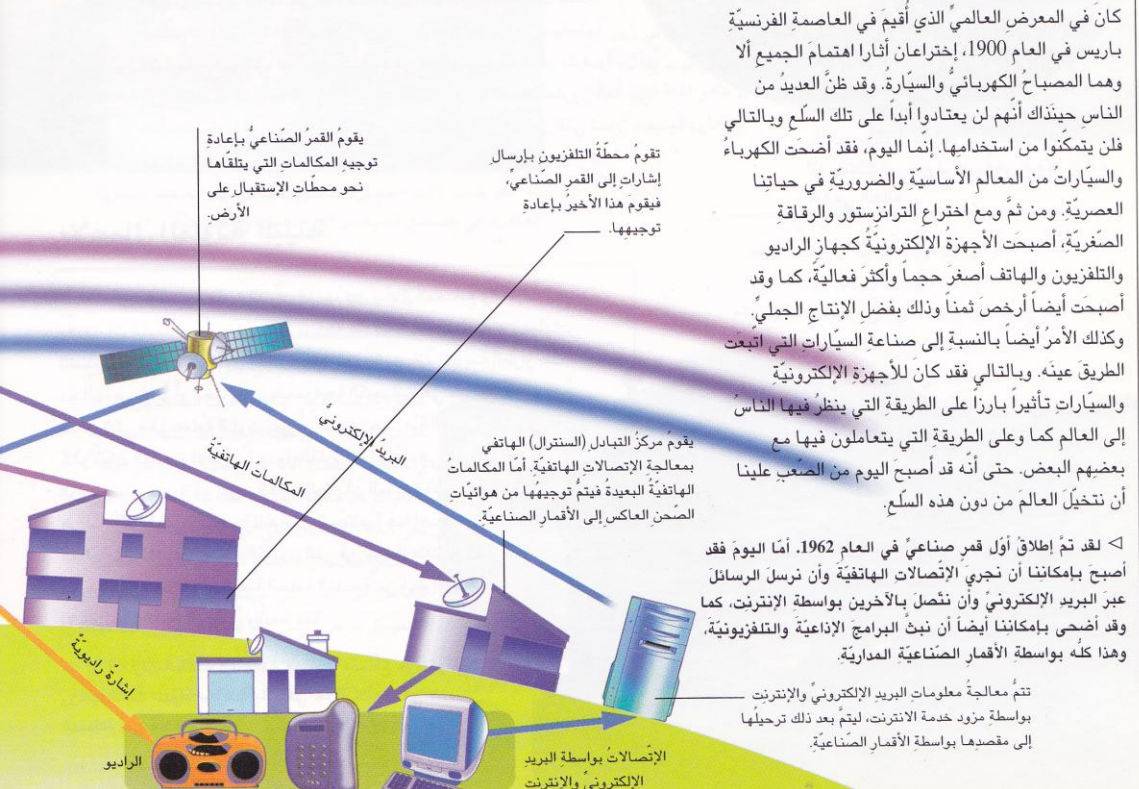 كانَ في المعرضِ العالميِّ الذي أُقيمَ في العاصمةِ الفرنسيّةِ
باريس في العام 1900، إختراعان أثارا اهتمامَ الجميعِ ألا
وهما المصباحُ الكهربائيُّ والسيّارةُ. وقد ظنَّ العديدُ من
الناسِ حينَذاك أنّهم لن يعتادوا أبداً على تلك السلّعِ وبالتالي
فلن يتمكّنوا من استخدامِها. إنّما اليومَ، فقد أضحَت الكهرباءُ
والسيّاراتُ من المعالمِ الأساسيّةِ والضروريّةِ في حياتِنا
العصريّةِ. ومن ثمَّ ومع اختراعِ الترانزِستور والرقاقةِ
الصّغريّةِ، أصبحَت الأجهزةُ الإلكترونيّةُ كجهازِ الراديو
والتلفزيون والهاتف أصغرَ حجماً وأكثرَ فعاليّةً، كما وقد
أصبحَت أيضاً أرخصَ ثمناً وذلك بفضلِ الإنتاجِ الجمليِّ.
وكذلك الأمرُ أيضاً بالنسبةِ إلى صناعةِ السيّاراتِ التي اتّبعَت
الطريقَ عينَه. وبالتالي فقد كانَ للأجهزةِ الإلكترونيّةِ
والسيّاراتِ تأثيراً بارزاً على الطريقةِ التي ينظرُ فيها الناسُ
إلى العالمِ كما وعلى الطريقةِ التي يتعاملون فيها مع
بعضِهم البعض. حتى أنّه قد أصبحَ اليوم من الصّعبِ علينا
أن نتخيّلَ العالمَ من دون هذه السلّعِ.
◁ لقد تمَّ إطلاقُ أوّل قمرٍ صناعيٍّ في العام 1962. أمّا اليومَ فقد
أصبحَ بإمكانِنا أن نجريَ الإتّصالات الهاتفيّةَ وأن نرسلَ الرسائلَ
عبرَ البريدِ الإلكترونيِّ وأن نتّصلَ بالآخرين بواسطةِ الإنترنِت، كما
وقد أضحى بإمكانِنا أيضاً أن نبثَّ البرامجَ الإذاعيّةَ والتلفزيونيّةَ.
وهذا كلُّه بواسطةِ الأقمارِ الصّناعيّةِ المداريّةِ.
تتمُّ معالجةُ معلوماتِ البريدِ الإلكترونيِّ والإنترنِت
بواسطةِ مزود خدمة الانترنت، ليتمَّ بعد ذلك ترحيلُها
إلى مقصدِها بواسطةِ الأقمارِ الصّناعيّةِ.
تقومُ محطّةُ التلفزيونِ بإرسالِ
إشاراتٍ إلى القمرِ الصّناعيِّ،
فيقومُ هذا الأخيرُ بإعادةِ
توجيهِها.
يقومُ القمرُ الصّناعيُّ بإعادةِ
توجيهِ المكالماتِ التي يتلقاها
نحو محطّاتِ الإستقبال على
الأرض.
البريدُ الإلكترونيُّ
المكالمات الهاتفيّةُ
يقومُ مركزُ التبادل (السنترال) الهاتفي
بمعالجةِ الإتصالاتِ الهاتفيّة. أمّا المكالماتُ
الهاتفيّةُ البعيدةُ فيتمُّ توجيهُها من هوائيّاتِ
الصّحن العاكسِ إلى الأقمارِ الصناعيّةِ.
إشارةٌ راديويّةٌ
الراديو
الإتّصالاتُ بواسطةِ البريدِ
الإلكترونيِّ والإنترنت